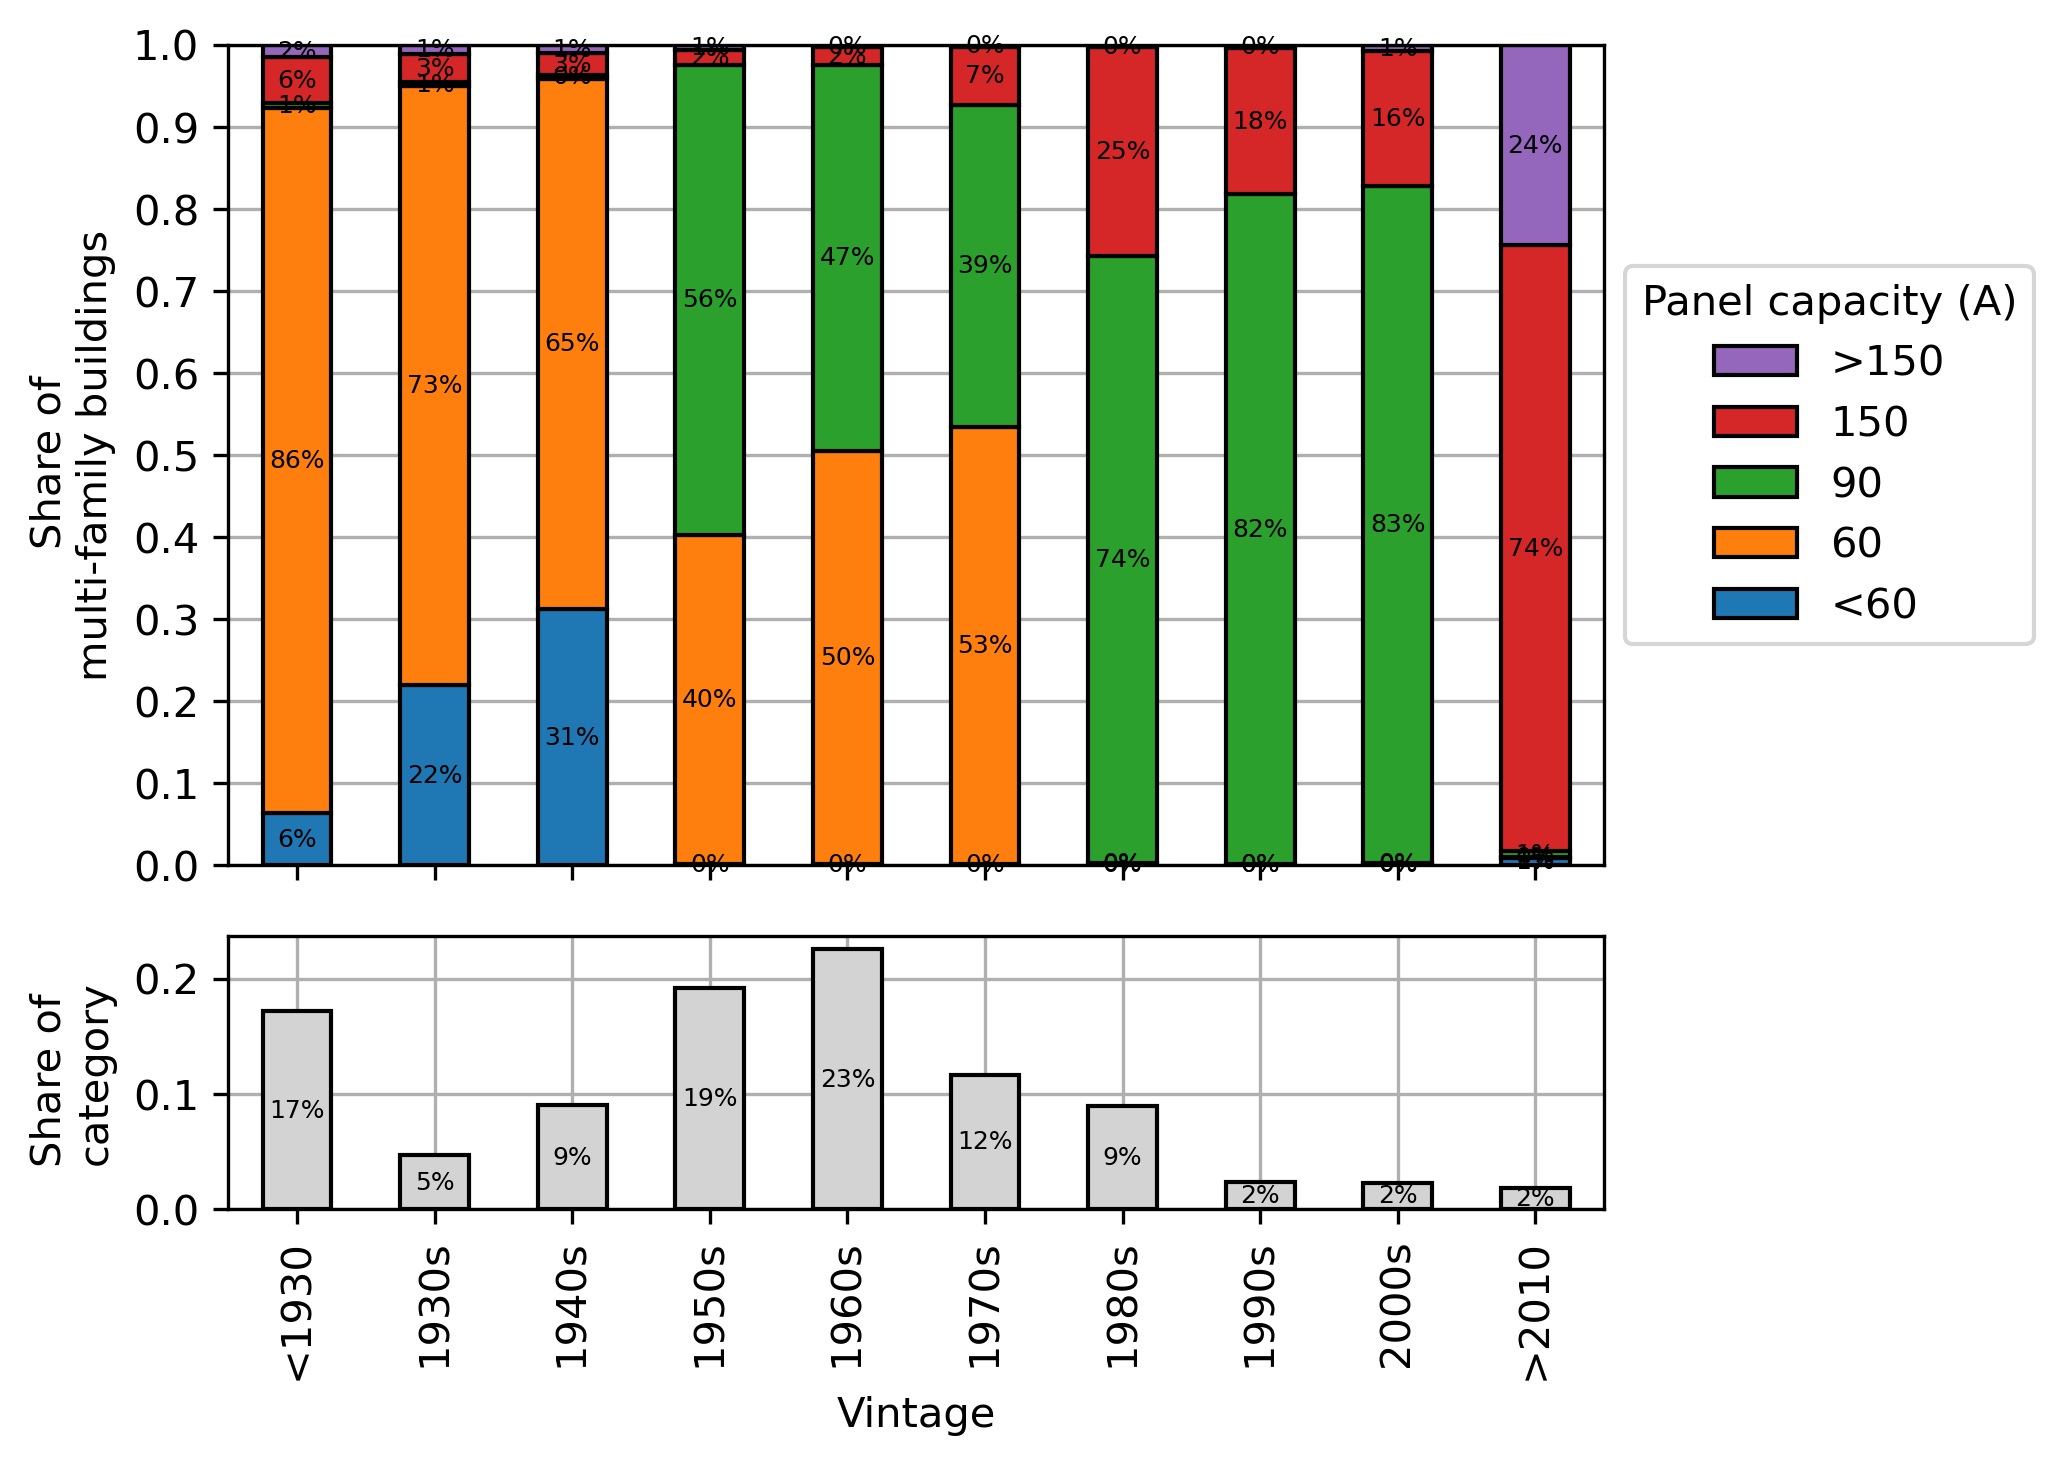 1.0
0.9
0.8
0.7
0.6
0.5
0.4
0.3
0.2
0.1
0.0
Share of
multi-family buildings
2% 1% 1% 1% 0% 0% 0% 0% 1%
6% 3% 3% 2% 2% 7% 25% 18% 16% 24%
1% 1% 0%
86% 73% 65% 56% 47% 39% 74% 82% 83% 74%
6% 22% 31% 40% 50% 53%
0% 0% 0% 0% 0% 0% 1%
Panel capacity (A)
>150
150
90
60
<60
0.2
0.1
0.0
Share of
category
17% 5% 9% 19% 23% 12% 9% 2% 2% 2%
<1930 1930s 1940s 1950s 1960s 1970s 1980s 1990s 2000s >2010
Vintage